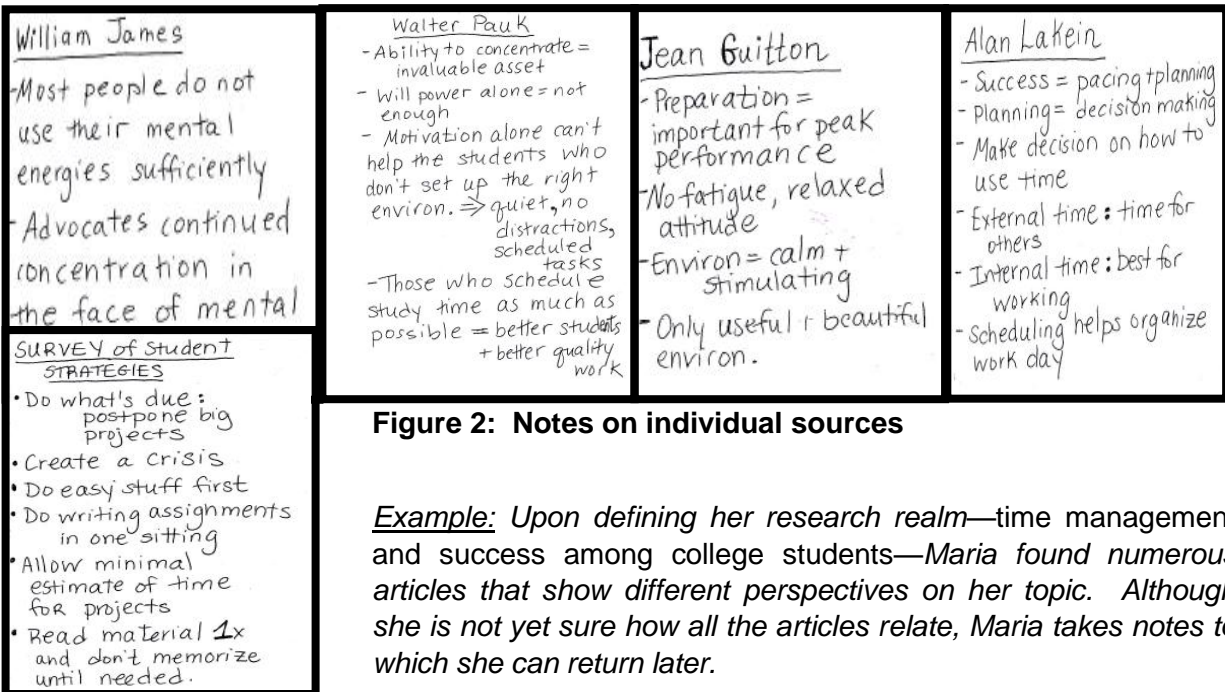 William James
-Most people do not
use their mental
energies sufficiently
-Advocates continued
concentration in
the face of mental
Walter Pauk
-Ability to concentrate =
invaluable asset
- Will power alone = not
enough
- Motivation alone can't
help the students who
don't set up the right
environ. ⇒ quiet, no
distractions,
scheduled
tasks
-Those who schedule
study time as much as
possible = better students
+ better quality
work
Jean Guitton
-Preparation =
important for peak
performance
-No fatigue, relaxed
attitude
-Environ = calm +
stimulating
-Only useful + beautiful
environ.
Alan Lakein
- Success = pacing + planning
- Planning = decision making
- Make decision on how to
use time
- External time : time for
others
- Internal time : best for
working
- Scheduling helps organize
work day
SURVEY of Student
STRATEGIES
• Do what's due :
postpone big
projects
• Create a crisis
• Do easy stuff first
• Do writing assignments
in one sitting
• Allow minimal
estimate of time
for projects
• Read material 1x
and don't memorize
until needed.
Figure 2: Notes on individual sources
Example: Upon defining her research realm—time management
and success among college students—Maria found numerous
articles that show different perspectives on her topic. Although
she is not yet sure how all the articles relate, Maria takes notes to
which she can return later.